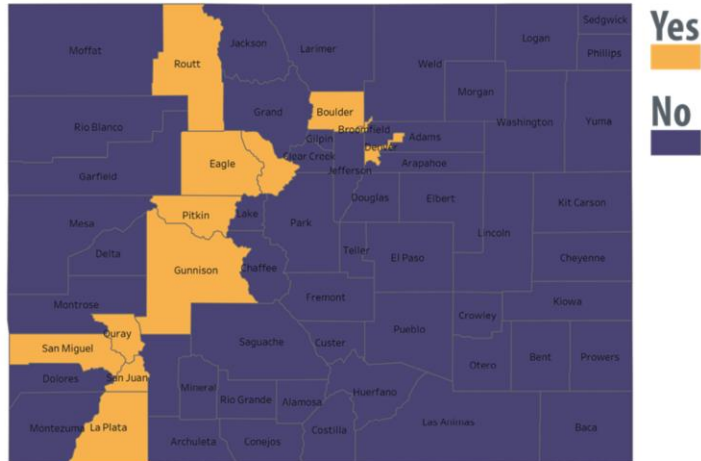 Yes
No
Moffat
Routt
Jackson
Larimer
Weld
Logan
Sedgwick
Phillips
Morgan
Washington
Yuma
Rio Blanco
Grand
Boulder
Broomfield
Gilpin
Adams
Denver
Clear Creek
Arapahoe
Jefferson
Garfield
Eagle
Douglas
Elbert
Kit Carson
Pitkin
Lake
Park
Lincoln
Mesa
Delta
Gunnison
Chaffee
Teller
El Paso
Cheyenne
Montrose
Fremont
Crowley
Kiowa
Ouray
San Miguel
Saguache
Custer
Pueblo
Otero
Bent
Prowers
Dolores
San Juan
Mineral
Rio Grande
Alamosa
Huerfano
Montezuma
La Plata
Archuleta
Conejos
Costilla
Las Animas
Baca